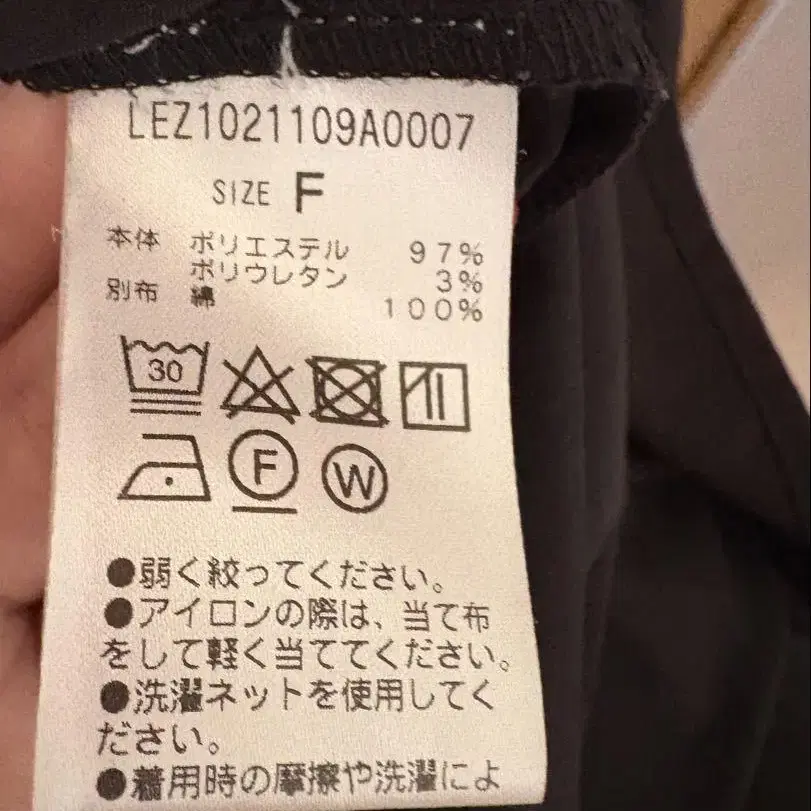 LEZ1021109A0007
SIZE F
本体 ポリエステル 97%
ポリウレタン 3%
別布 綿 100%
30
F
W
●弱く絞ってください。
●アイロンの際は、当て布
をして軽く当ててください。
●洗濯ネットを使用してく
ださい。
●着用時の摩擦や洗濯によ